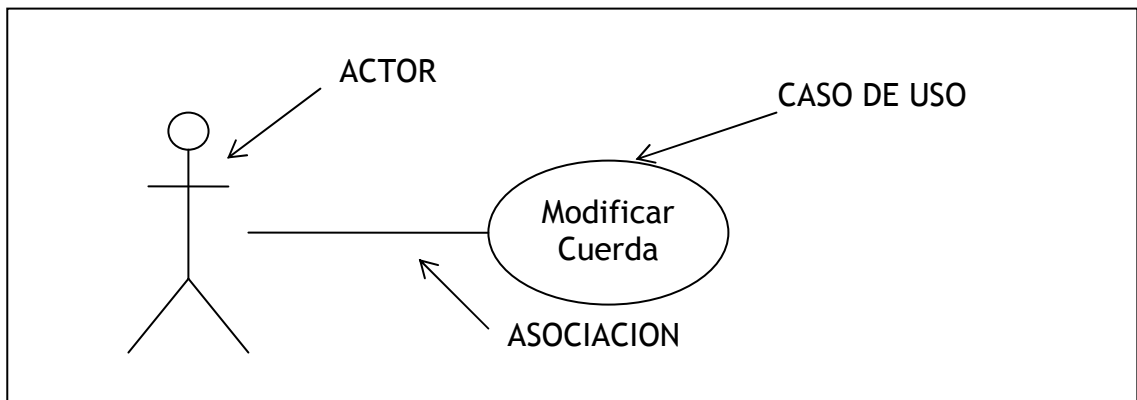 ACTOR
CASO DE USO
Modificar
Cuerda
ASOCIACION